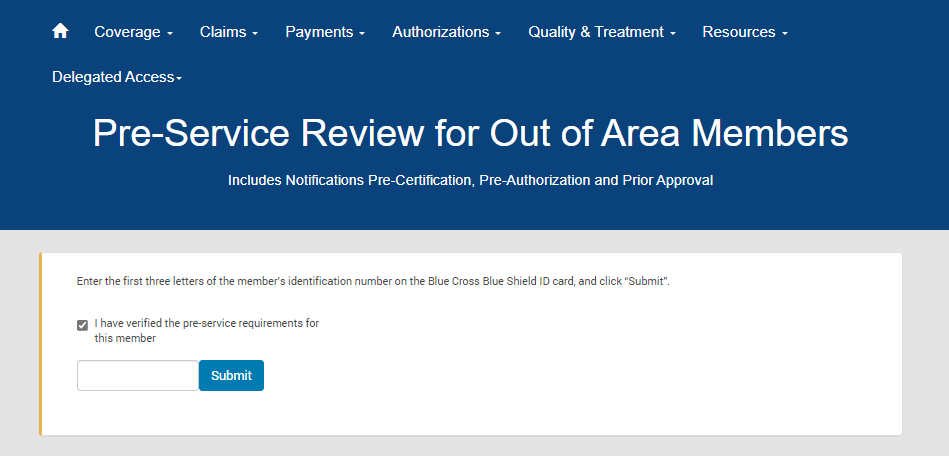 Coverage Claims Payments Authorizations Quality & Treatment Resources
Delegated Access
Pre-Service Review for Out of Area Members
Includes Notifications Pre-Certification, Pre-Authorization and Prior Approval
Enter the first three letters of the member's identification number on the Blue Cross Blue Shield ID card, and click “Submit”.
I have verified the pre-service requirements for
this member
Submit